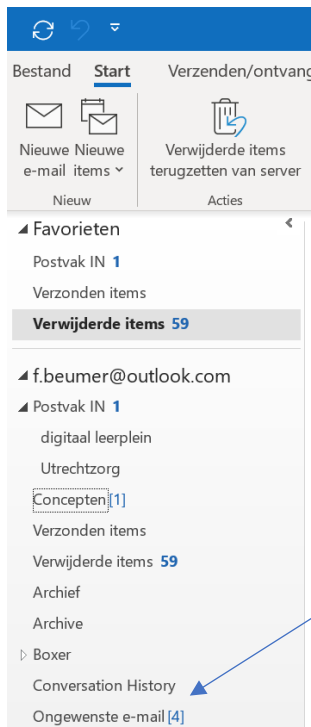 Bestand Start Verzenden/ontvang
Nieuwe Nieuwe Verwijderde items
e-mail items terugzetten van server
Nieuw Acties
Favorieten
Postvak IN 1
Verzonden items
Verwijderde items 59
f.beumer@outlook.com
Postvak IN 1
digitaal leerplein
Utrechtzorg
Concepten [1]
Verzonden items
Verwijderde items 59
Archief
Archive
Boxer
Conversation History
Ongewenste e-mail [4]